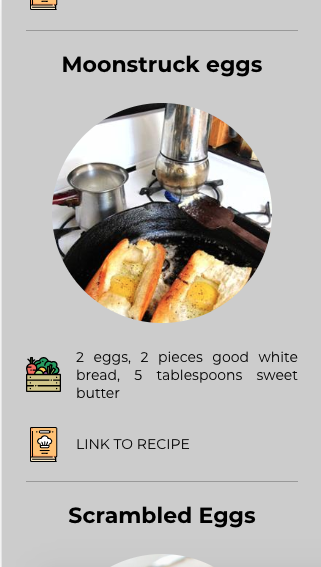 Moonstruck eggs
2 eggs, 2 pieces good white
bread, 5 tablespoons sweet
butter
LINK TO RECIPE
Scrambled Eggs